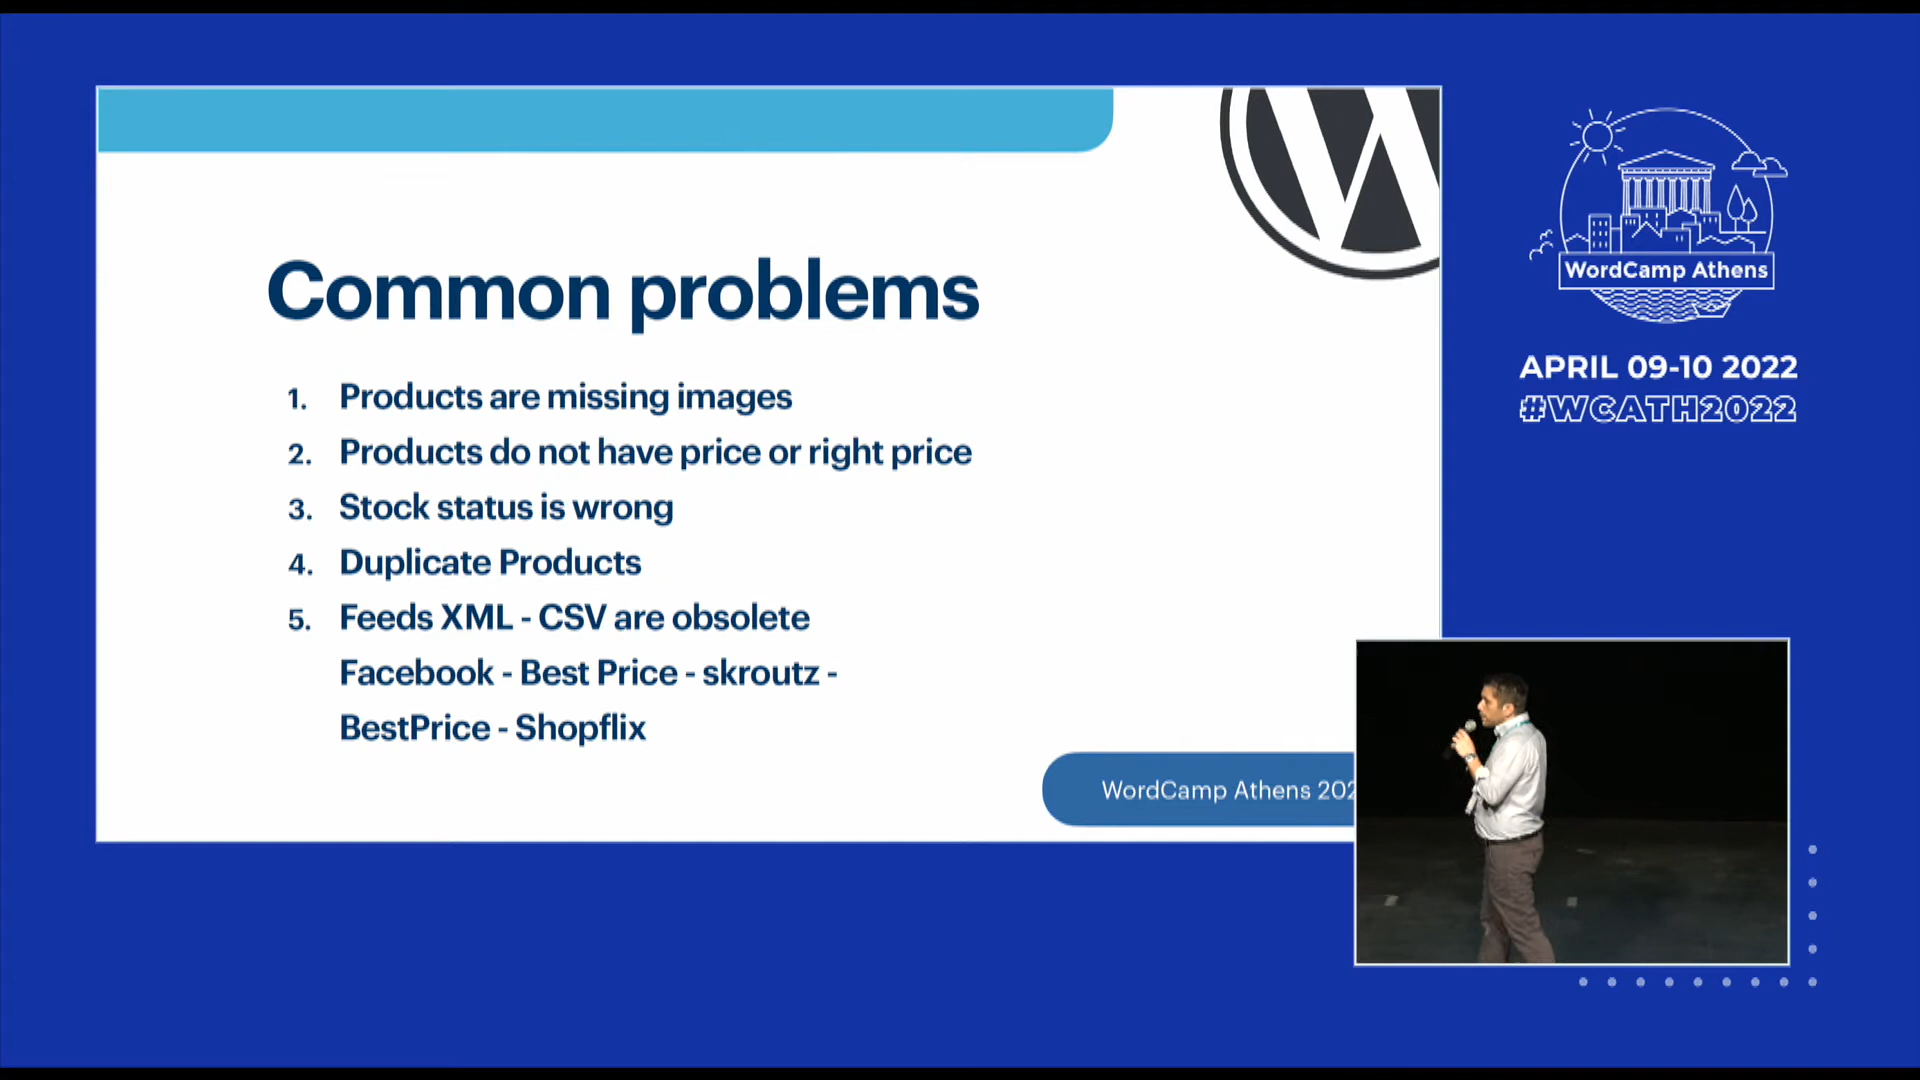 Common problems
1. Products are missing images
2. Products do not have price or right price
3. Stock status is wrong
4. Duplicate Products
5. Feeds XML - CSV are obsolete
Facebook - Best Price - skroutz -
BestPrice - Shopflix
WordCamp Athens 202
WordCamp Athens
APRIL 09-10 2022
#WCATH2022